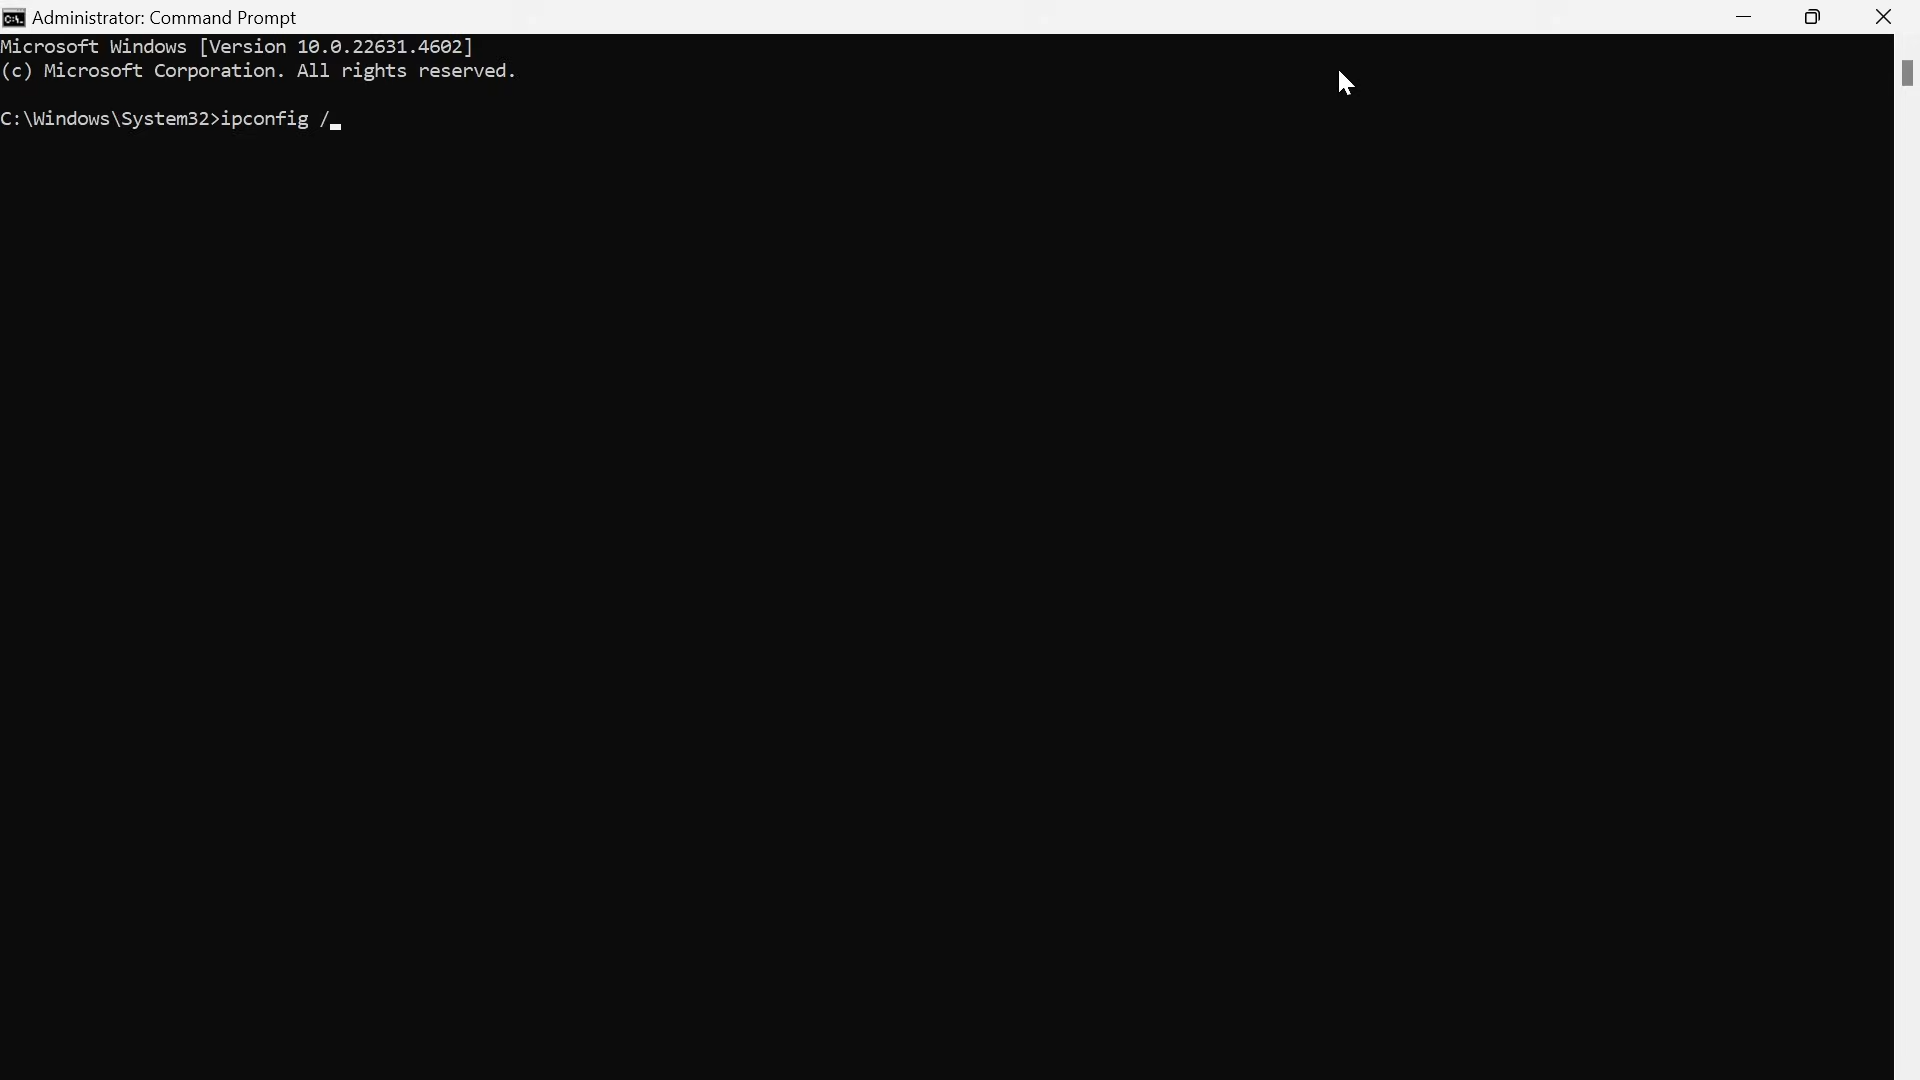 Administrator: Command Prompt
Microsoft Windows [Version 10.0.22631.4602]
(c) Microsoft Corporation. All rights reserved.
C:\Windows\System32>ipconfig /_